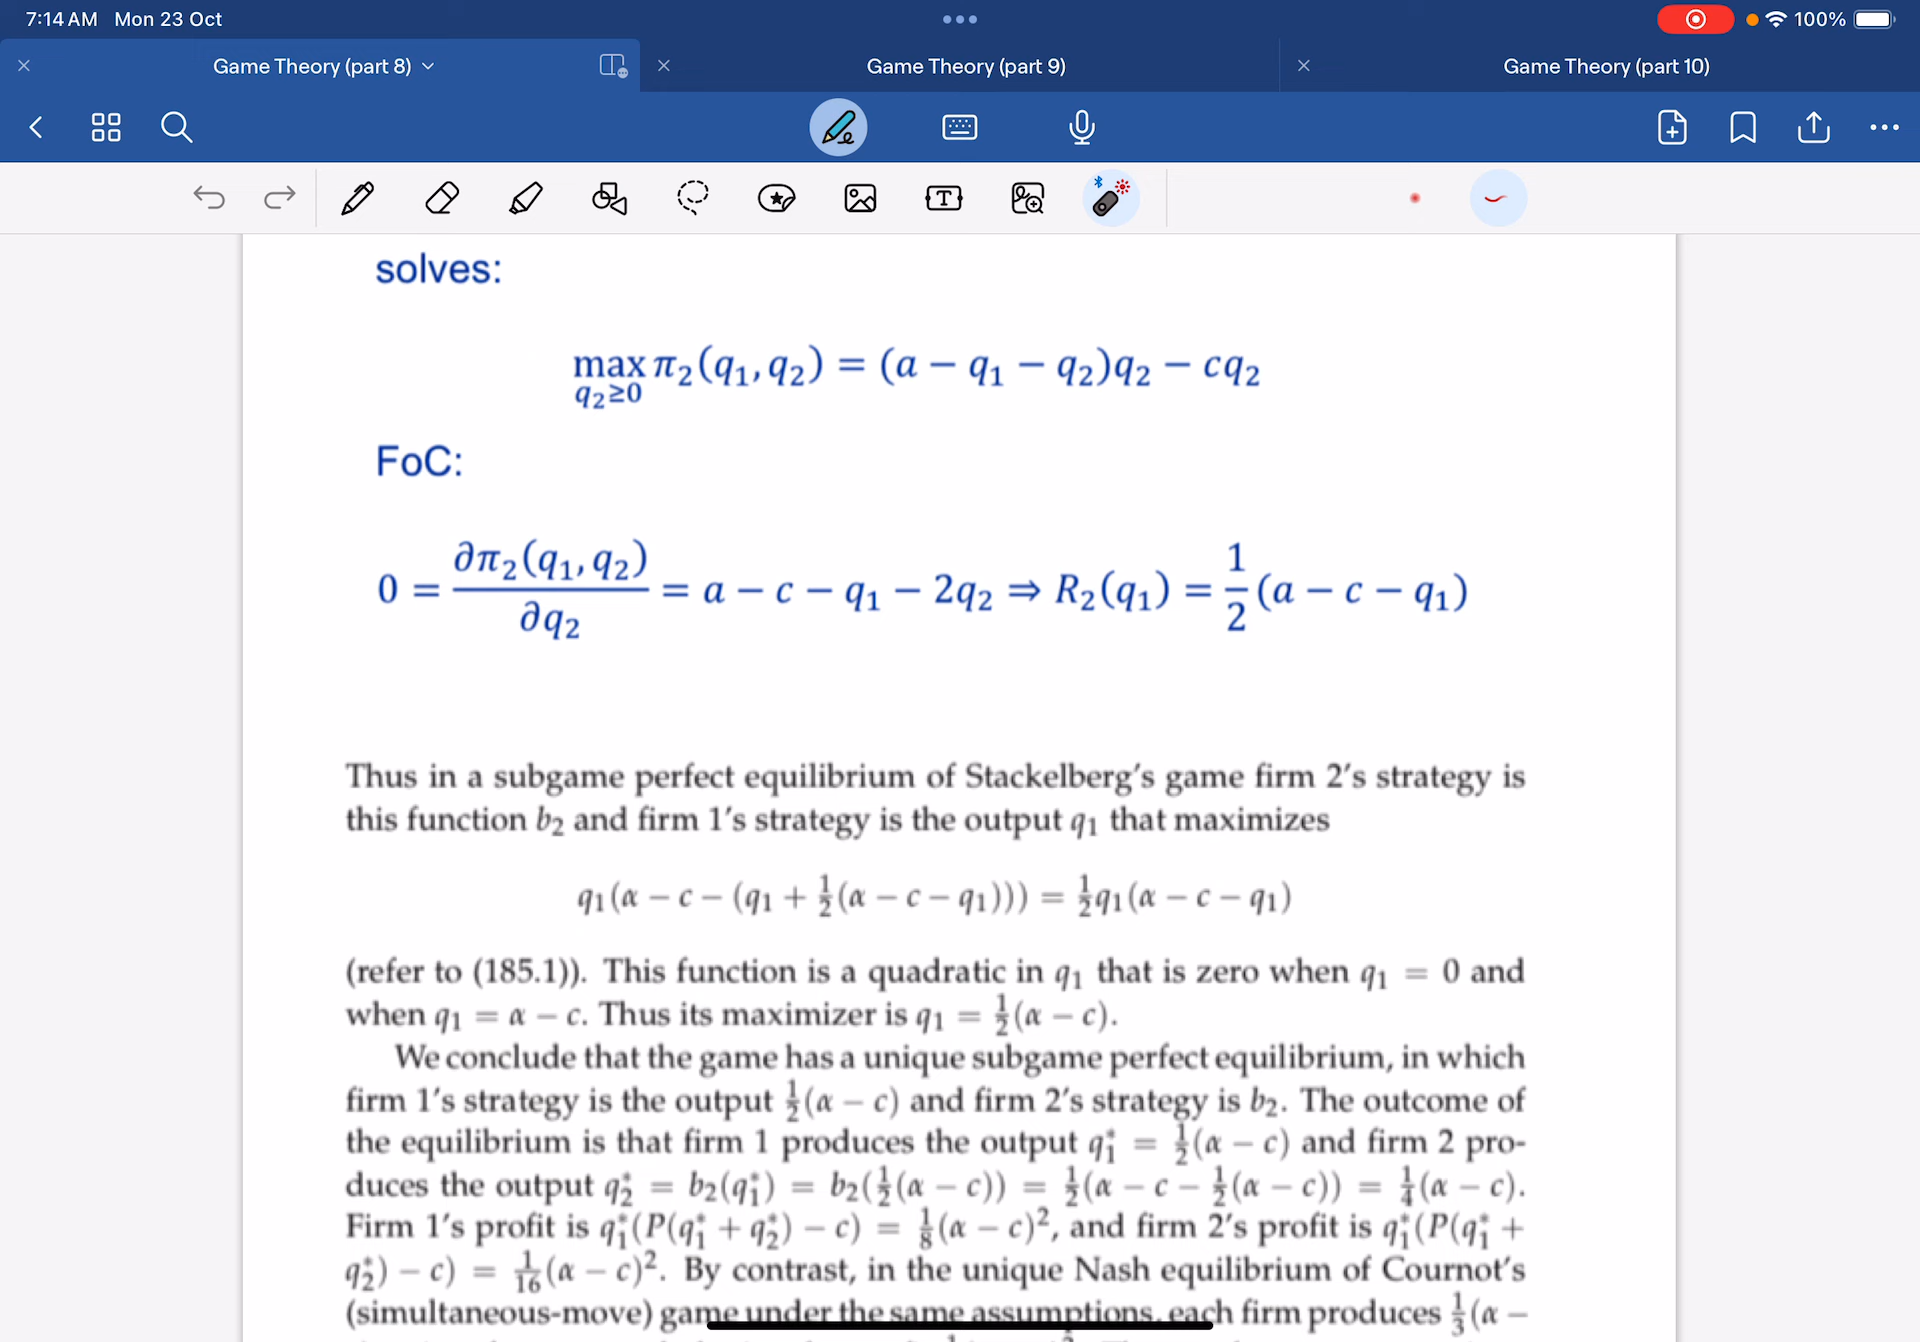 7:14 AM Mon 23 Oct 100%
Game Theory (part 8) Game Theory (part 9) Game Theory (part 10)
solves:
max π₂(q₁, q₂) = (a − q₁ − q₂)q₂ − cq₂
q₂≥0
FoC:
0 = ∂π₂(q₁, q₂)/∂q₂ = a − c − q₁ − 2q₂ ⇒ R₂(q₁) = 1/2 (a − c − q₁)
Thus in a subgame perfect equilibrium of Stackelberg's game firm 2's strategy is
this function b₂ and firm 1's strategy is the output q₁ that maximizes
q₁(α − c − (q₁ + ½(α − c − q₁))) = ½q₁(α − c − q₁)
(refer to (185.1)). This function is a quadratic in q₁ that is zero when q₁ = 0 and
when q₁ = α − c. Thus its maximizer is q₁ = ½(α − c).
We conclude that the game has a unique subgame perfect equilibrium, in which
firm 1's strategy is the output ½(α − c) and firm 2's strategy is b₂. The outcome of
the equilibrium is that firm 1 produces the output q₁* = ½(α − c) and firm 2 pro-
duces the output q₂* = b₂(q₁*) = b₂(½(α − c)) = ½(α − c − ½(α − c)) = ¼(α − c).
Firm 1's profit is q₁*(P(q₁* + q₂*) − c) = ⅛(α − c)², and firm 2's profit is q₁*(P(q₁* +
q₂*) − c) = 1/16(α − c)². By contrast, in the unique Nash equilibrium of Cournot's
(simultaneous-move) game under the same assumptions, each firm produces ⅓(α −